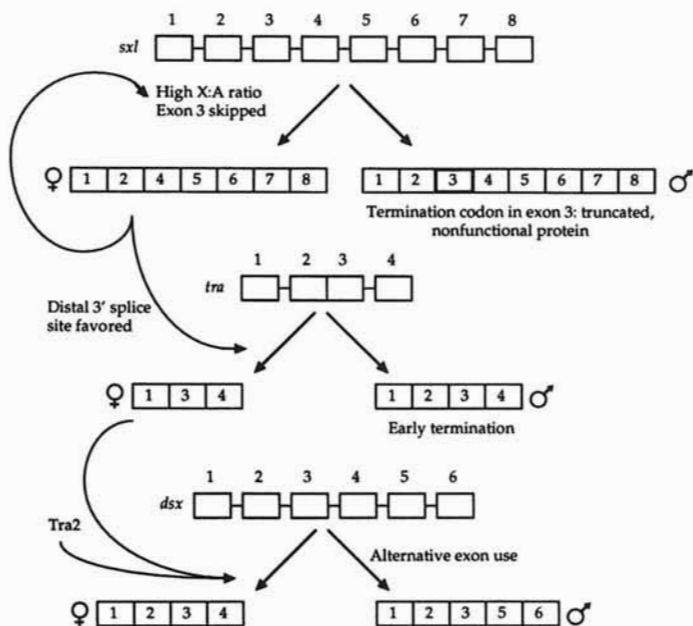 1 2 3 4 5 6 7 8
sxl
High X:A ratio
Exon 3 skipped
♀ 1 2 4 5 6 7 8
1 2 3 4 5 6 7 8 ♂
Termination codon in exon 3: truncated,
nonfunctional protein
1 2 3 4
tra
Distal 3' splice
site favored
♀ 1 3 4
1 2 3 4 ♂
Early termination
1 2 3 4 5 6
dsx
Tra2
Alternative exon use
♀ 1 2 3 4
1 2 3 5 6 ♂